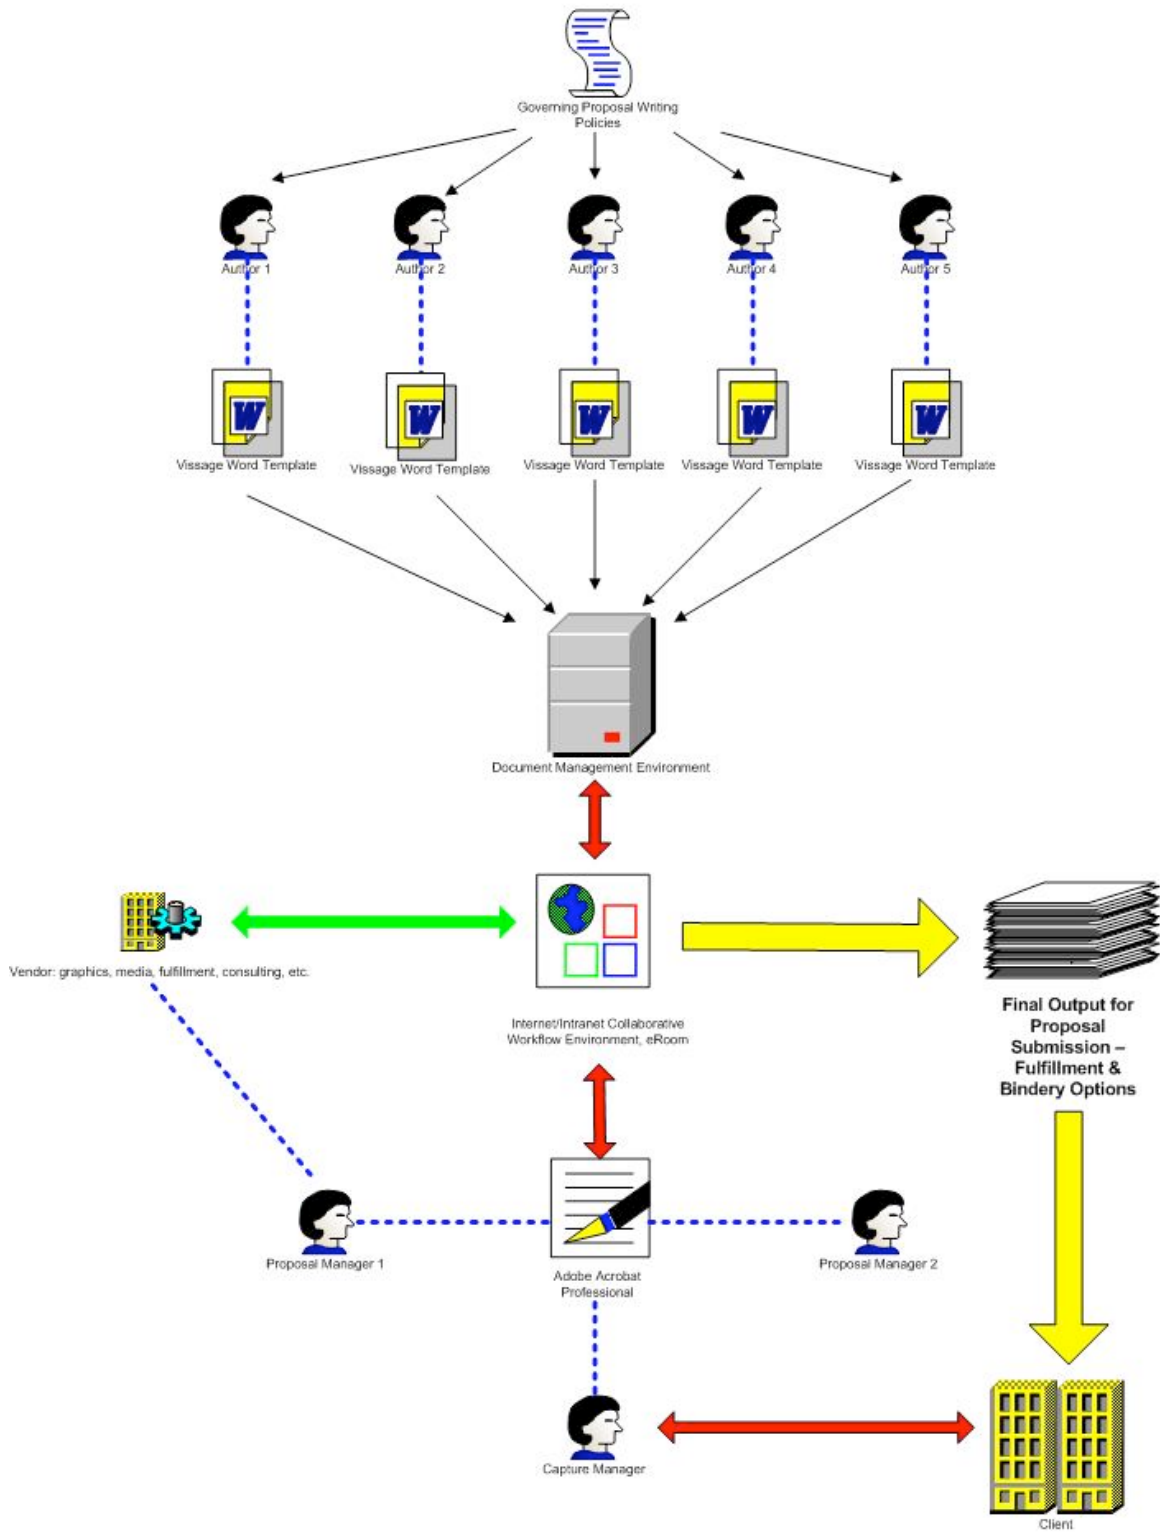 Governing Proposal Writing
Policies
Author 1
Author 2
Author 3
Author 4
Author 5
W
W
W
W
W
Vissage Word Template
Vissage Word Template
Vissage Word Template
Vissage Word Template
Vissage Word Template
Document Management Environment
Vendor: graphics, media, fulfillment, consulting, etc.
Internet/Intranet Collaborative
Workflow Environment, eRoom
Final Output for
Proposal
Submission –
Fulfillment &
Bindery Options
Proposal Manager 1
Adobe Acrobat
Professional
Proposal Manager 2
Capture Manager
Client